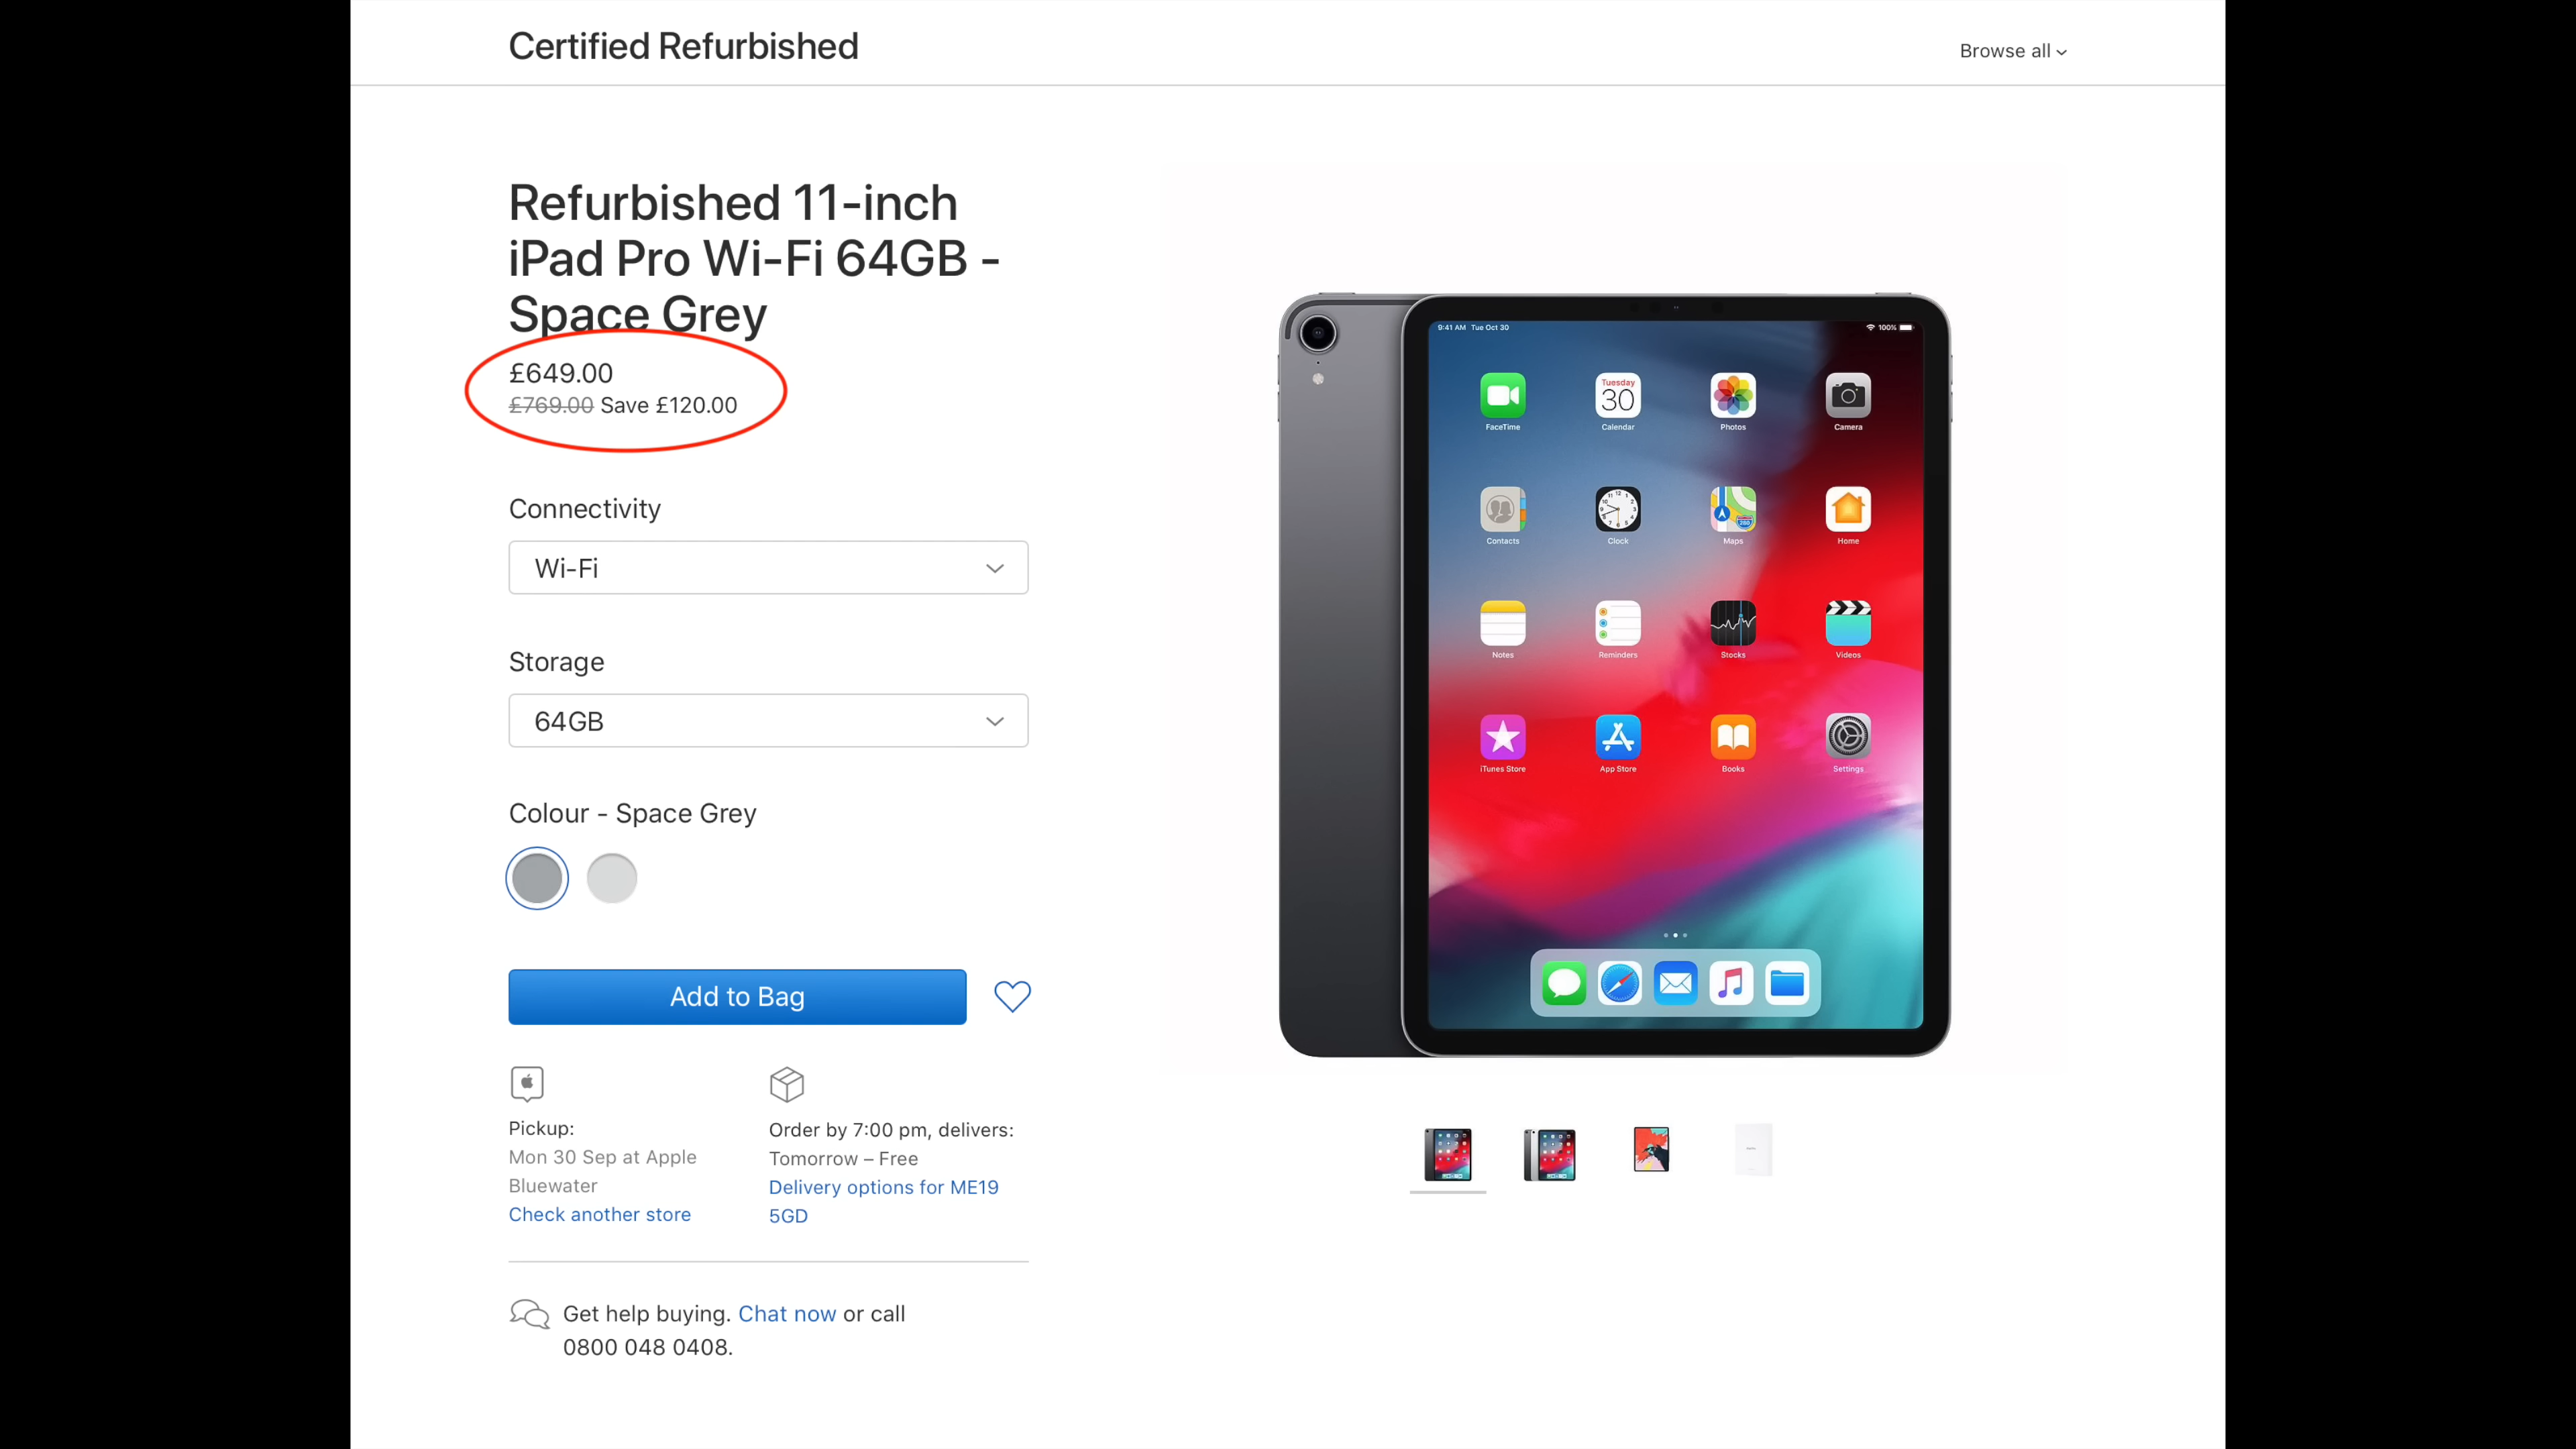 Certified Refurbished
Browse all
Refurbished 11-inch
iPad Pro Wi-Fi 64GB -
Space Grey
£649.00
£769.00 Save £120.00
Connectivity
Wi-Fi
Storage
64GB
Colour - Space Grey
Add to Bag
Pickup:
Mon 30 Sep at Apple
Bluewater
Check another store
Order by 7:00 pm, delivers:
Tomorrow – Free
Delivery options for ME19
5GD
Get help buying. Chat now or call
0800 048 0408.
9:41 AM Tue Oct 30
100%
Tuesday
30
FaceTime
Calendar
Photos
Camera
Contacts
Clock
Maps
Home
Notes
Reminders
Stocks
Videos
iTunes Store
App Store
Books
Settings